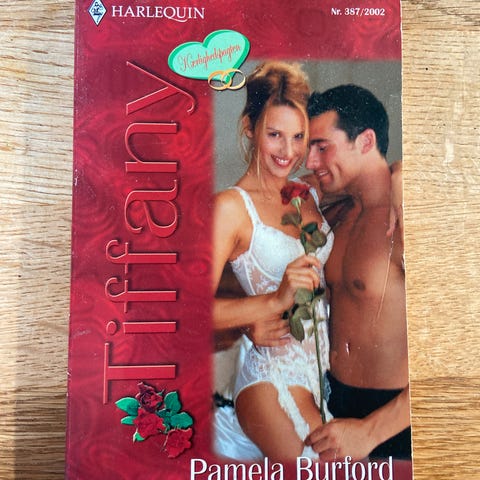 HARLEQUIN
Nr. 387/2002
Kærlighedspagten
Tiffany
Pamela Burford